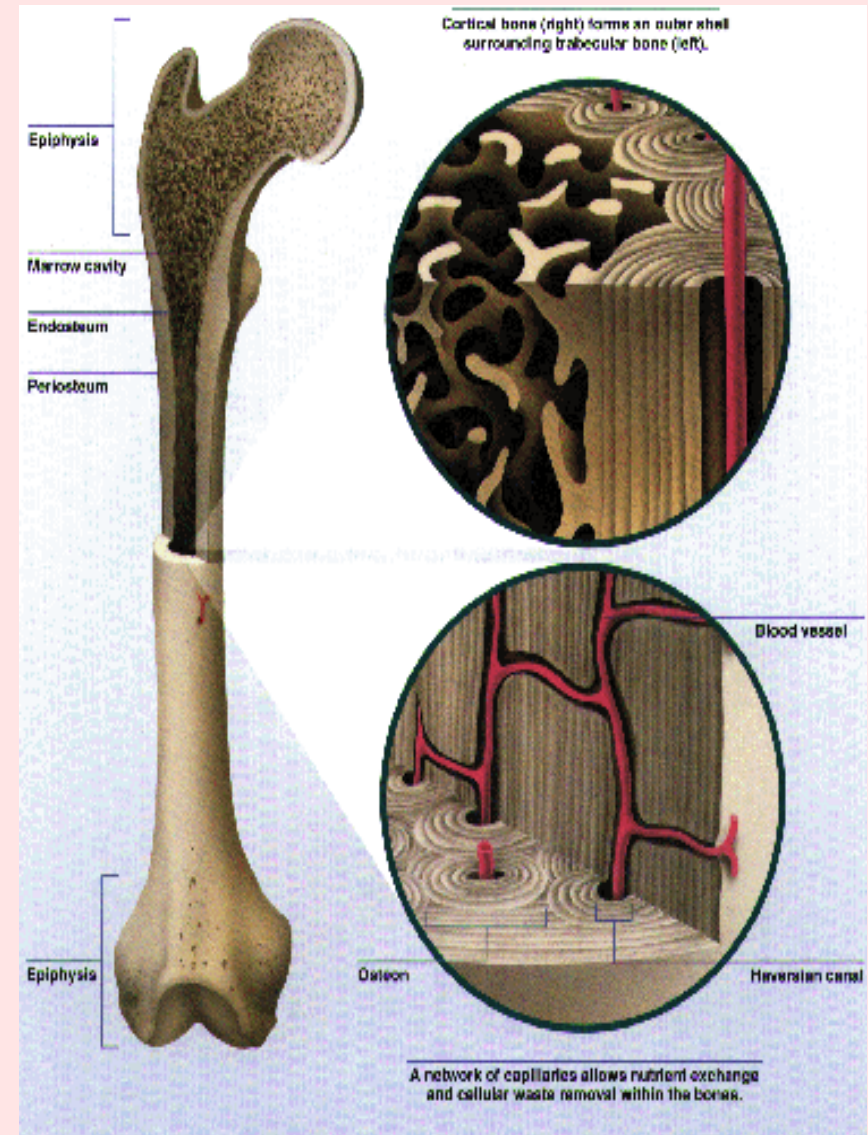 Cortical bone (right) forms an outer shell
surrounding trabecular bone (left).
Epiphysis
Marrow cavity
Endosteum
Periosteum
Blood vessel
Epiphysis
Osteon
Haversian canal
A network of capillaries allows nutrient exchange
and cellular waste removal within the bones.